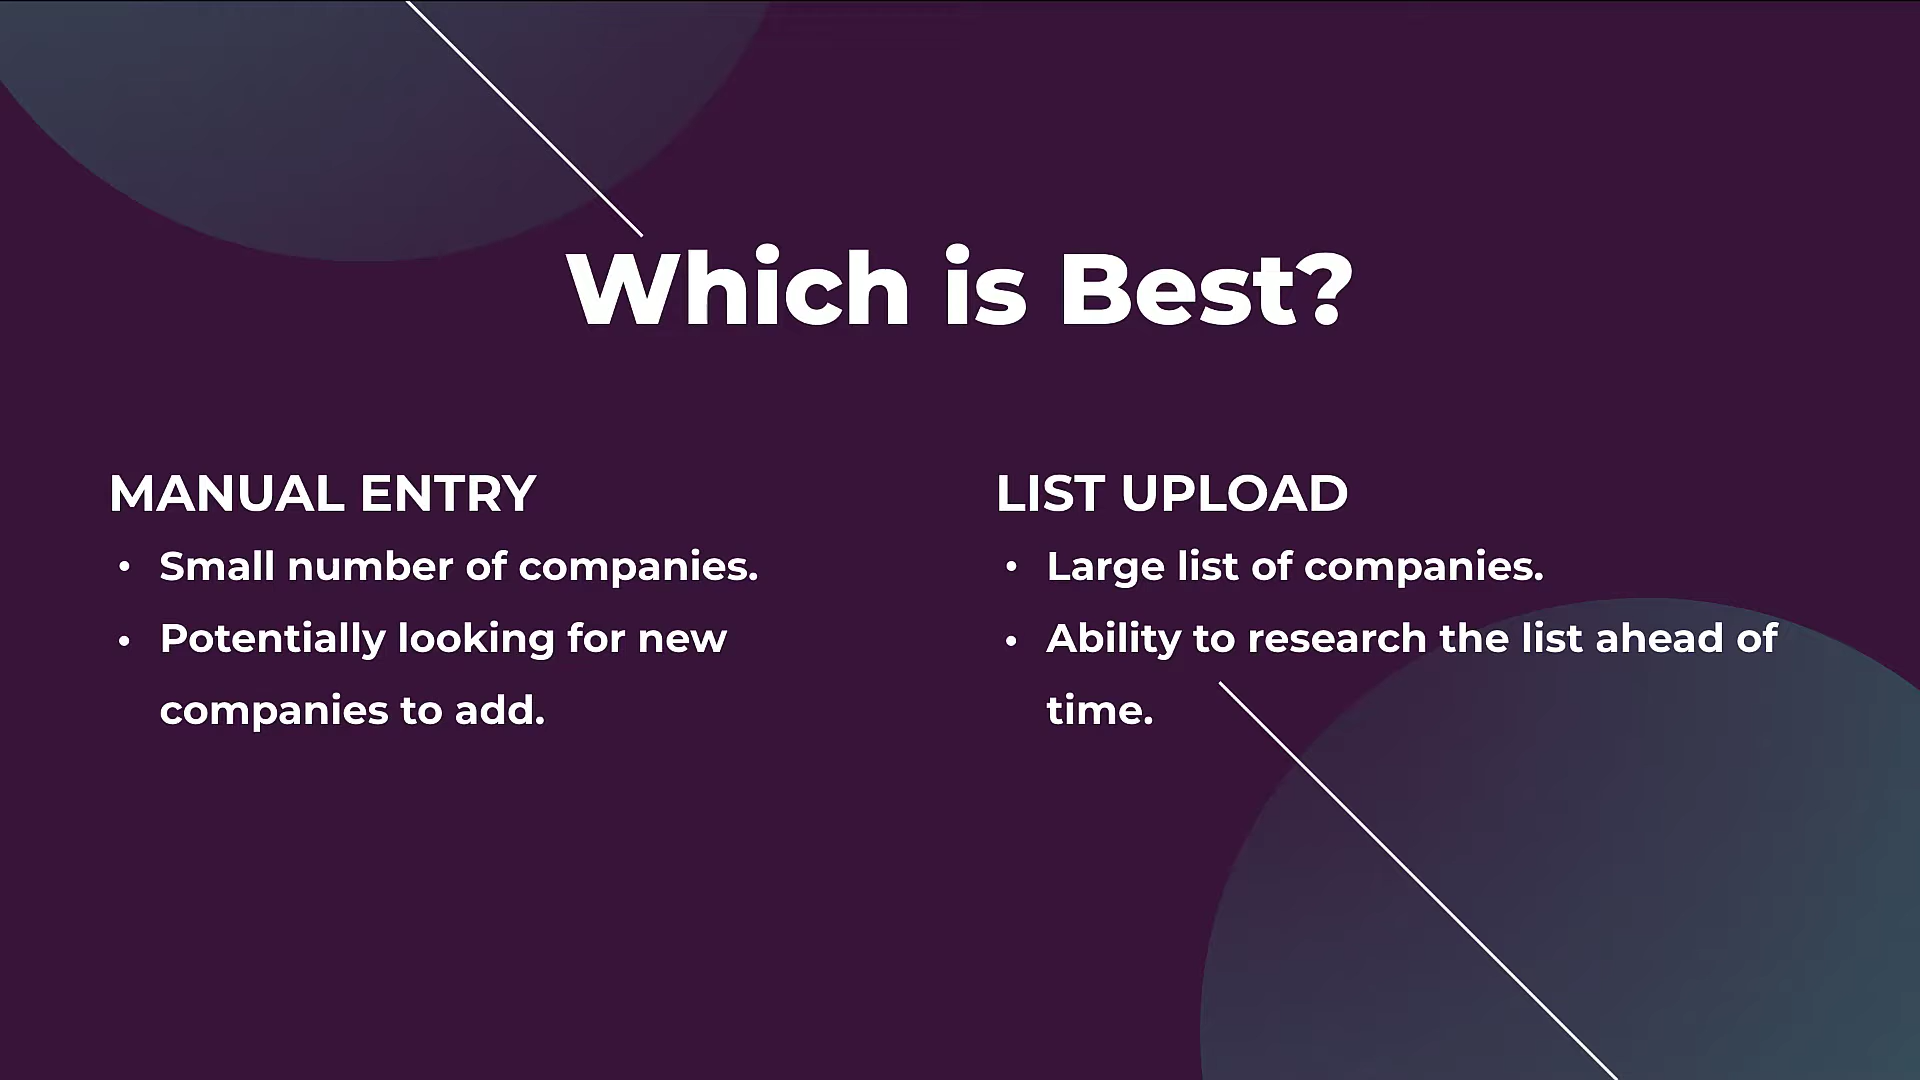 Which is Best?
MANUAL ENTRY
• Small number of companies.
• Potentially looking for new
companies to add.
LIST UPLOAD
• Large list of companies.
• Ability to research the list ahead of
time.